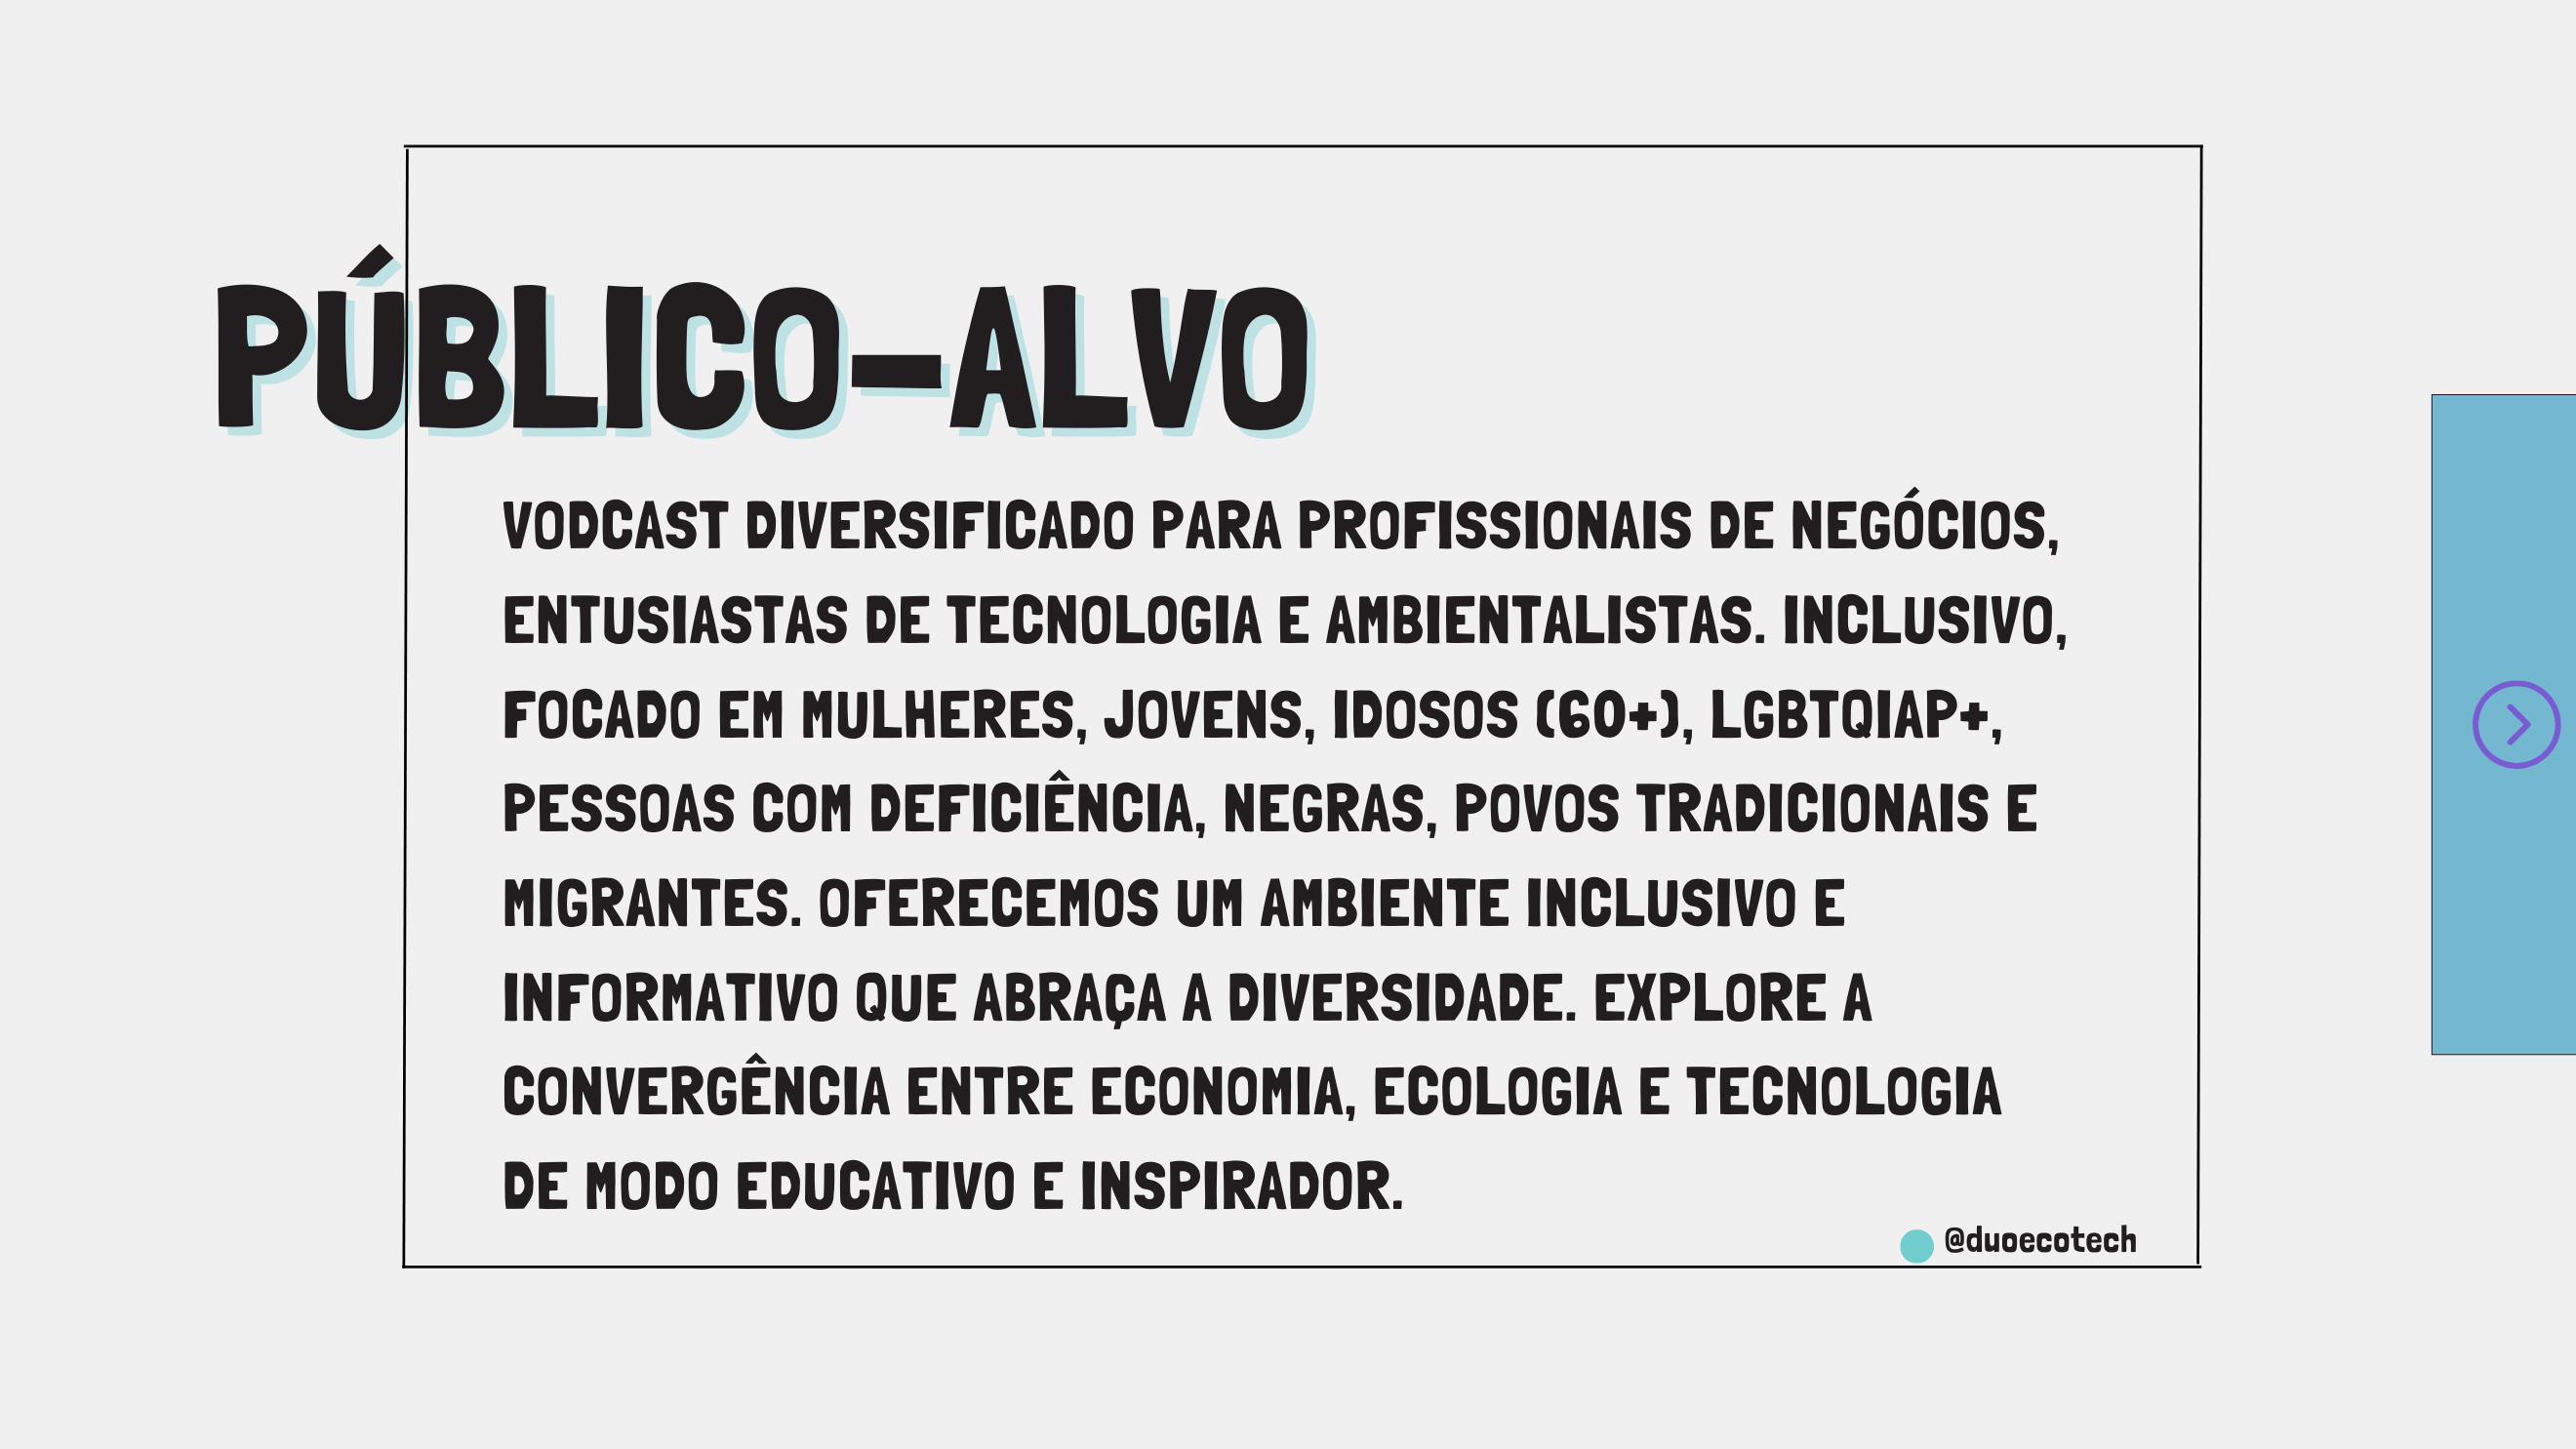 PÚBLICO-ALVO
VODCAST DIVERSIFICADO PARA PROFISSIONAIS DE NEGÓCIOS,
ENTUSIASTAS DE TECNOLOGIA E AMBIENTALISTAS. INCLUSIVO,
FOCADO EM MULHERES, JOVENS, IDOSOS (60+), LGBTQIAP+,
PESSOAS COM DEFICIÊNCIA, NEGRAS, POVOS TRADICIONAIS E
MIGRANTES. OFERECEMOS UM AMBIENTE INCLUSIVO E
INFORMATIVO QUE ABRAÇA A DIVERSIDADE. EXPLORE A
CONVERGÊNCIA ENTRE ECONOMIA, ECOLOGIA E TECNOLOGIA
DE MODO EDUCATIVO E INSPIRADOR.
@duoecotech